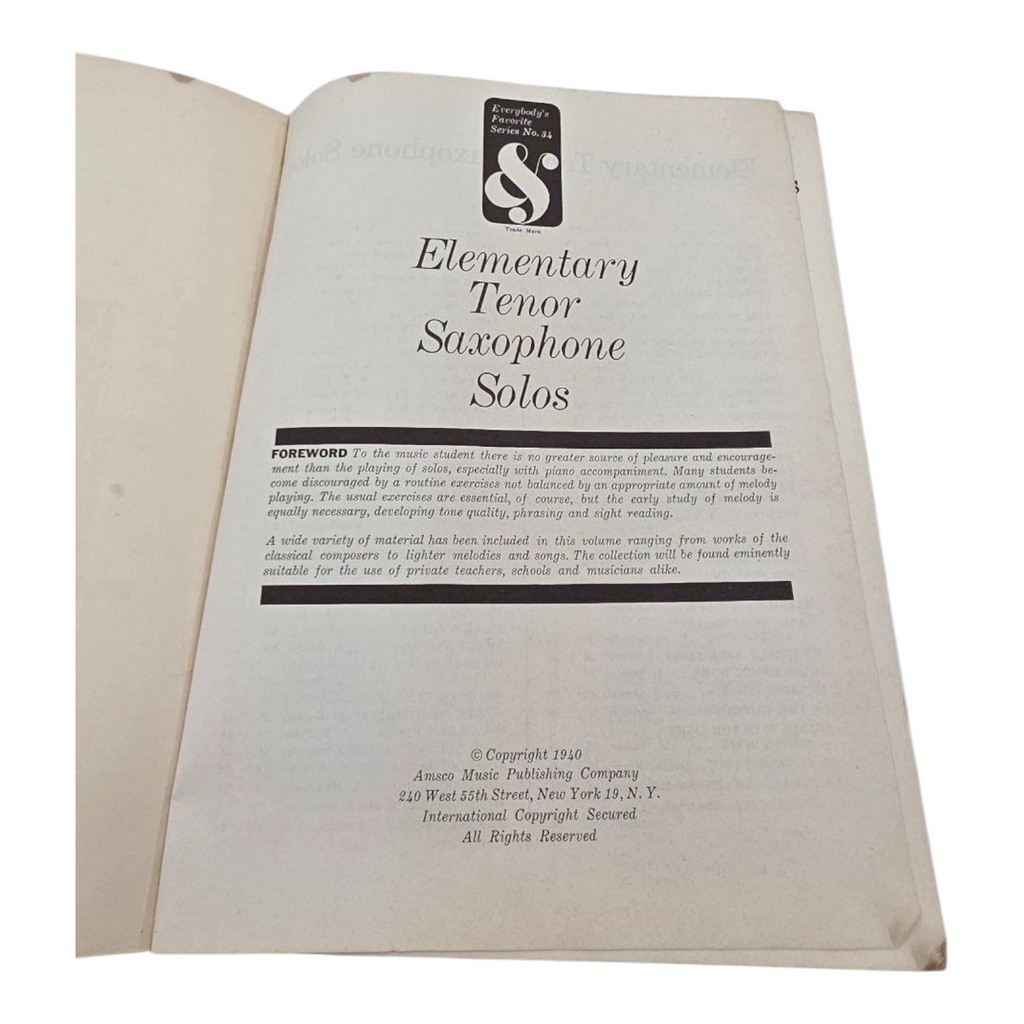 Everybody's
Favorite
Series No. 34
&
Trade Mark
Elementary
Tenor
Saxophone
Solos
FOREWORD To the music student there is no greater source of pleasure and encourage-
ment than the playing of solos, especially with piano accompaniment. Many students be-
come discouraged by a routine exercises not balanced by an appropriate amount of melody
playing. The usual exercises are essential, of course, but the early study of melody is
equally necessary, developing tone quality, phrasing and sight reading.
A wide variety of material has been included in this volume ranging from works of the
classical composers to lighter melodies and songs. The collection will be found eminently
suitable for the use of private teachers, schools and musicians alike.
© Copyright 1940
Amsco Music Publishing Company
240 West 55th Street, New York 19, N. Y.
International Copyright Secured
All Rights Reserved